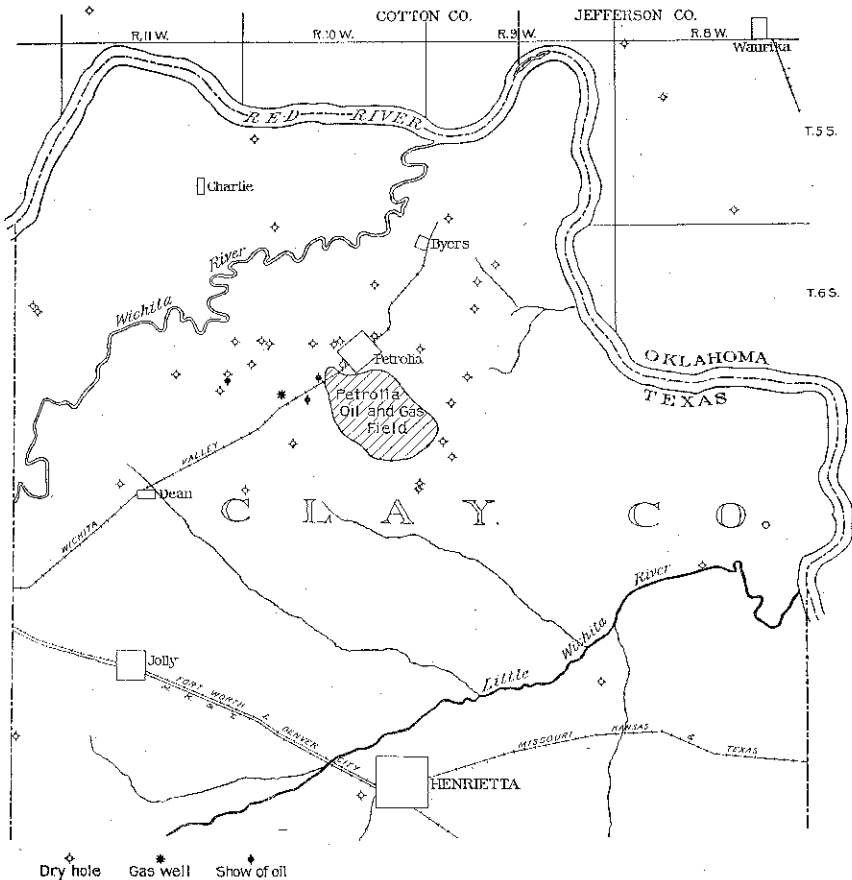 COTTON CO. JEFFERSON CO.
R.11 W. R.10 W. R.9 W. R.8 W.
Waurika
RED RIVER
T.5 S.
Charlie
Byers
River
Wichita
T.6 S.
Petrolia
OKLAHOMA
TEXAS
Petrolia
Oil and Gas
Field
VALLEY
WICHITA
Dean
CLAY CO.
River
Wichita
Little
Jolly
FORT WORTH & DENVER CITY
M K & T
MISSOURI KANSAS & TEXAS
HENRIETTA
Dry hole Gas well Show of oil